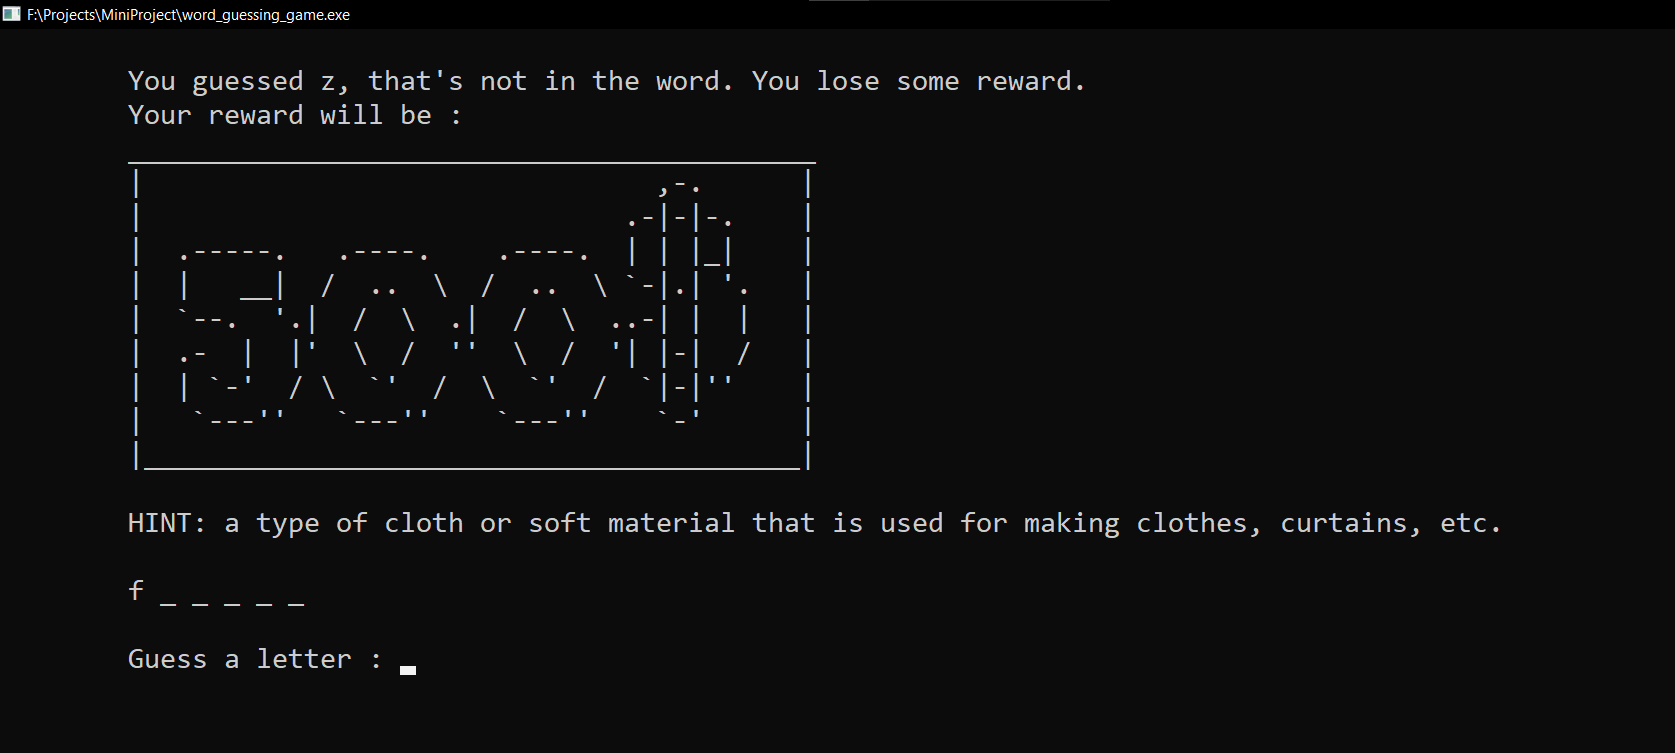 F:\Projects\MiniProject\word_guessing_game.exe
You guessed z, that's not in the word. You lose some reward.
Your reward will be :
500$
HINT: a type of cloth or soft material that is used for making clothes, curtains, etc.
f _ _ _ _ _
Guess a letter :